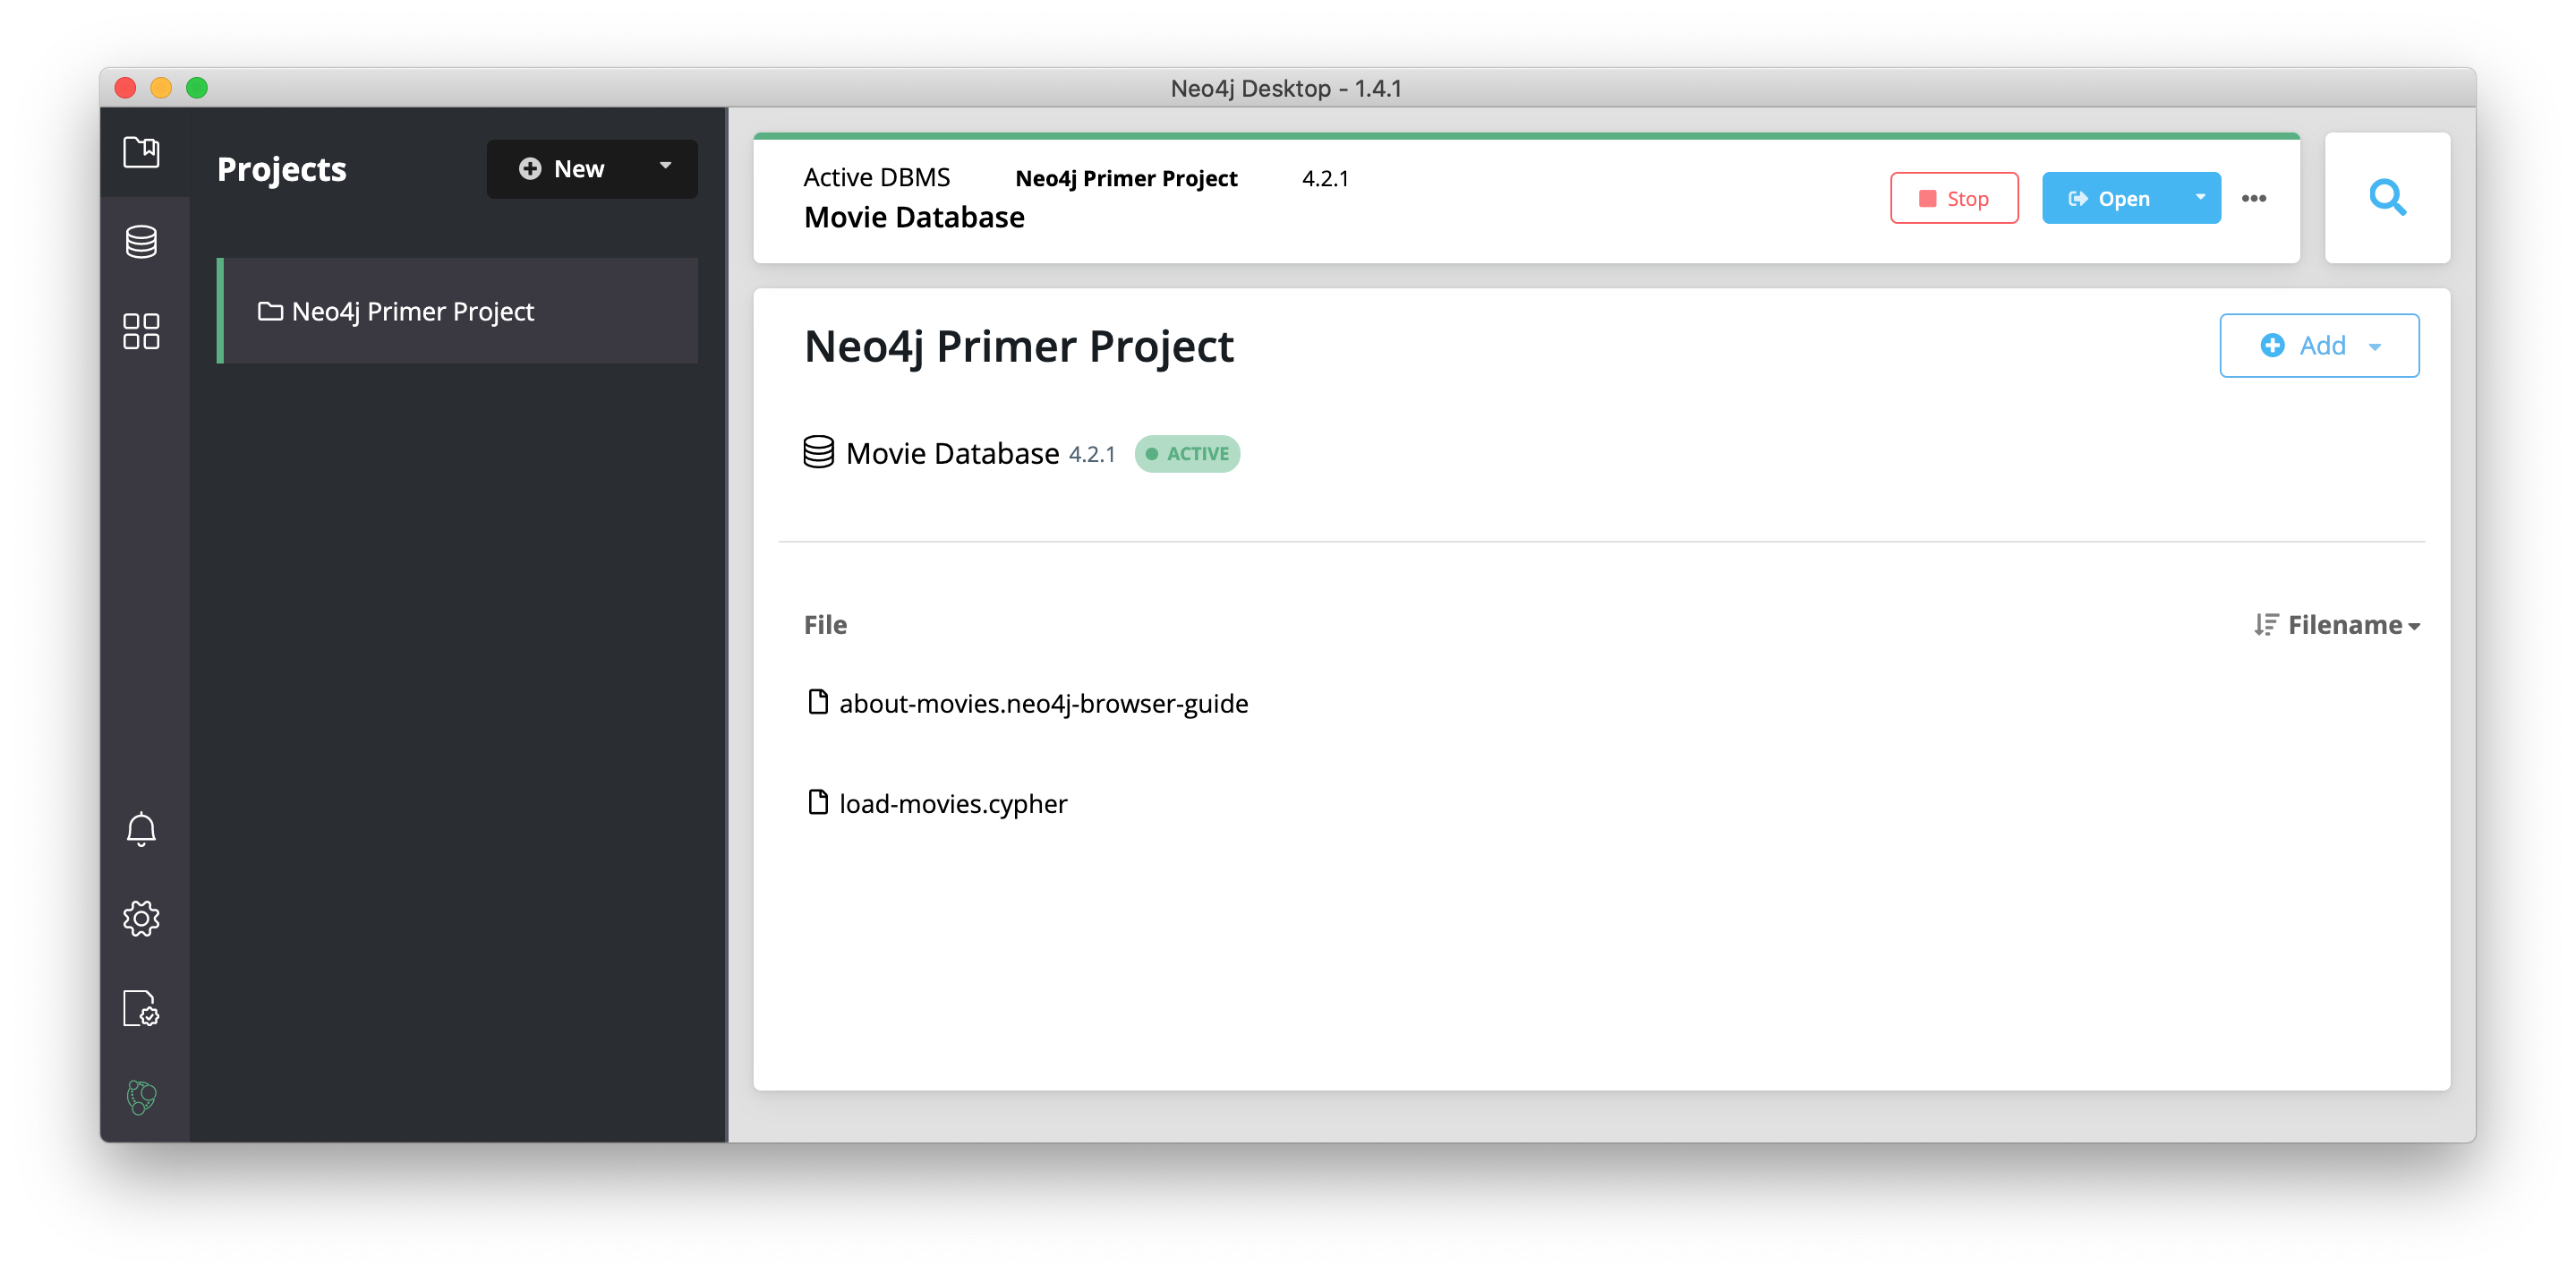 Neo4j Desktop - 1.4.1
Projects
New
Neo4j Primer Project
Active DBMS Neo4j Primer Project 4.2.1
Movie Database
Stop
Open
Neo4j Primer Project
Add
Movie Database 4.2.1 ACTIVE
File
Filename
about-movies.neo4j-browser-guide
load-movies.cypher